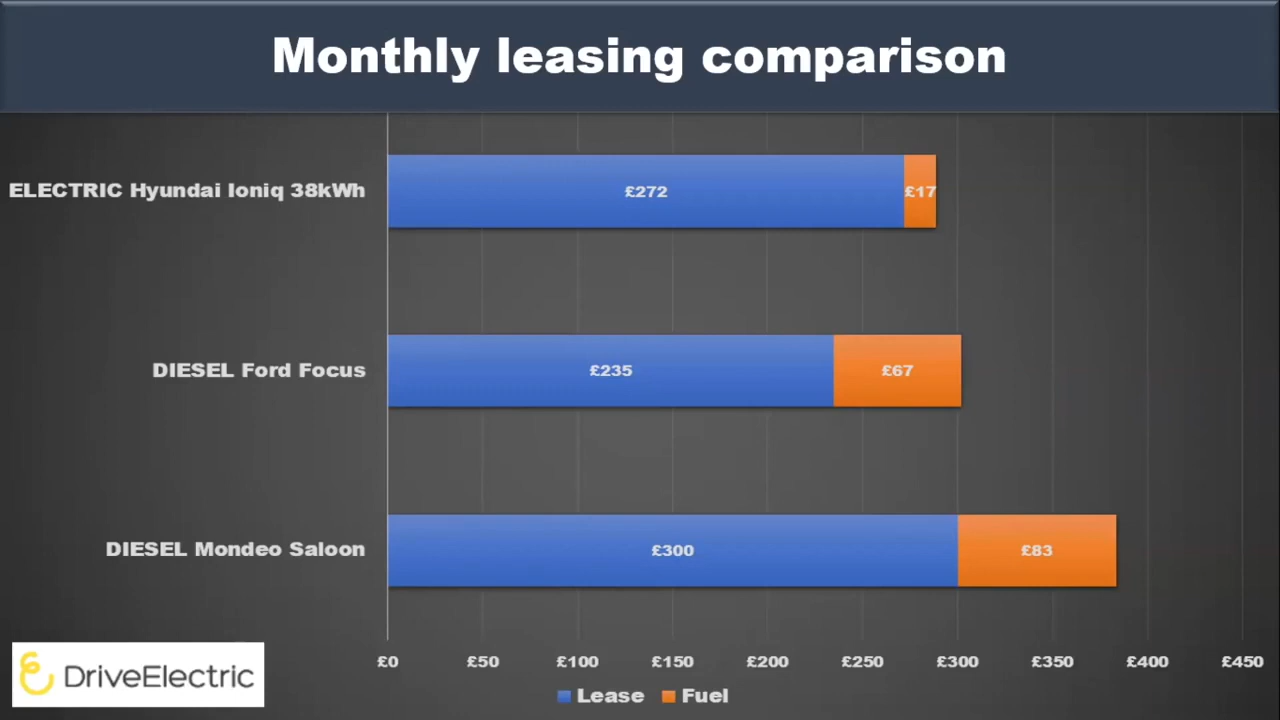 Monthly leasing comparison
ELECTRIC Hyundai Ioniq 38kWh
£272
£17
DIESEL Ford Focus
£235
£67
DIESEL Mondeo Saloon
£300
£83
£0 £50 £100 £150 £200 £250 £300 £350 £400 £450
Lease Fuel
DriveElectric